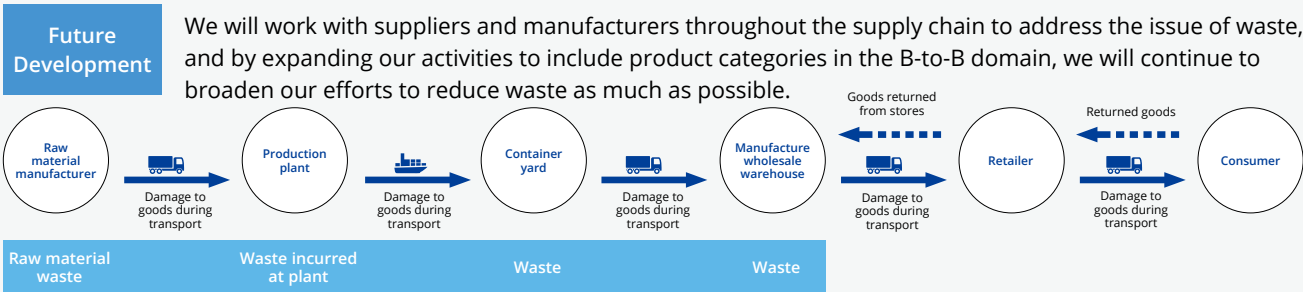 Future
Development
We will work with suppliers and manufacturers throughout the supply chain to address the issue of waste,
and by expanding our activities to include product categories in the B-to-B domain, we will continue to
broaden our efforts to reduce waste as much as possible.
Goods returned
from stores
Returned goods
Raw
material
manufacturer
Production
plant
Container
yard
Manufacture
wholesale
warehouse
Retailer
Consumer
Damage to
goods during
transport
Damage to
goods during
transport
Damage to
goods during
transport
Damage to
goods during
transport
Damage to
goods during
transport
Raw material
waste
Waste incurred
at plant
Waste
Waste